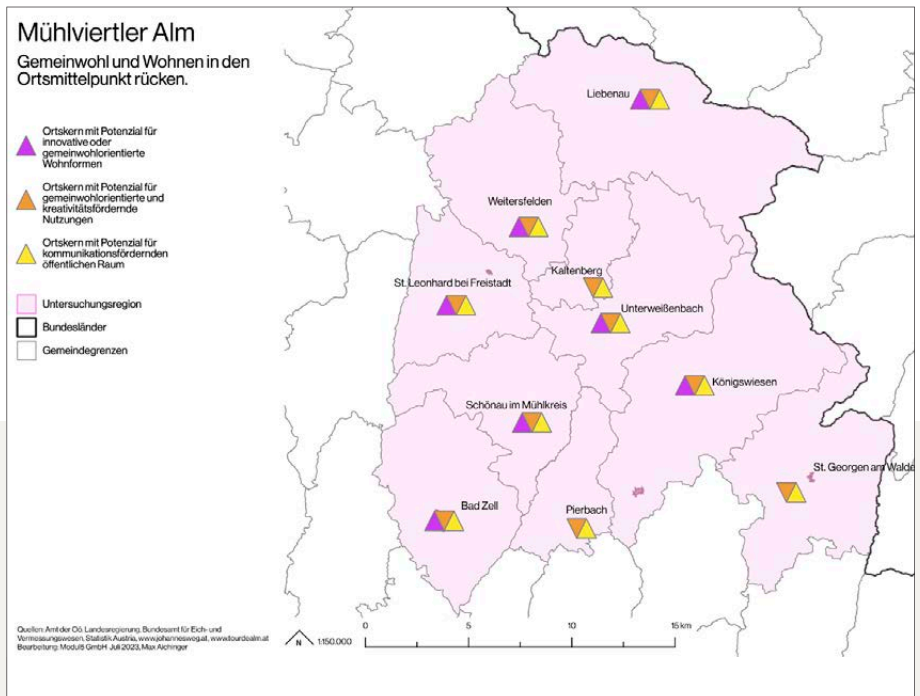 Mühlviertler Alm
Gemeinwohl und Wohnen in den
Ortsmittelpunkt rücken.
Ortskern mit Potenzial für
innovative oder
gemeinwohlorientierte
Wohnformen
Ortskern mit Potenzial für
gemeinwohlorientierte und
kreativitätsfördernde
Nutzungen
Ortskern mit Potenzial für
kommunikationsfördernden
öffentlichen Raum
Untersuchungsregion
Bundesländer
Gemeindegrenzen
Liebenau
Weitersfelden
Kaltenberg
St. Leonhard bei Freistadt
Unterweißenbach
Königswiesen
Schönau im Mühlkreis
St. Georgen am Walde
Bad Zell
Pierbach
Quellen: Amt der Oö. Landesregierung, Bundesamt für Eich- und
Vermessungswesen, Statistik Austria, www.johannesweg.at, www.tourdealm.at
Bearbeitung: Modul5 GmbH Juli 2023, Max Aichinger
N
1:150.000
0 5 10 15 km